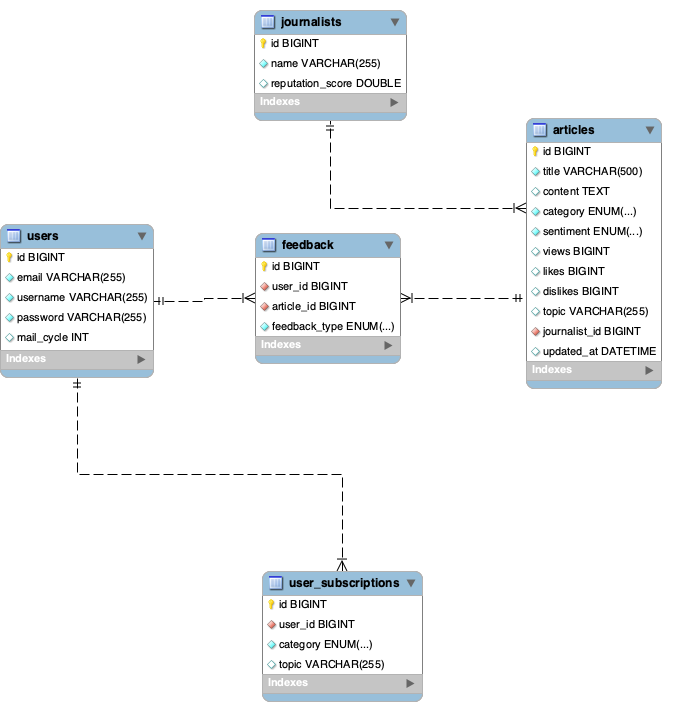 journalists
id BIGINT
name VARCHAR(255)
reputation_score DOUBLE
Indexes
articles
id BIGINT
title VARCHAR(500)
content TEXT
category ENUM(...)
sentiment ENUM(...)
views BIGINT
likes BIGINT
dislikes BIGINT
topic VARCHAR(255)
journalist_id BIGINT
updated_at DATETIME
Indexes
users
id BIGINT
email VARCHAR(255)
username VARCHAR(255)
password VARCHAR(255)
mail_cycle INT
Indexes
feedback
id BIGINT
user_id BIGINT
article_id BIGINT
feedback_type ENUM(...)
Indexes
user_subscriptions
id BIGINT
user_id BIGINT
category ENUM(...)
topic VARCHAR(255)
Indexes